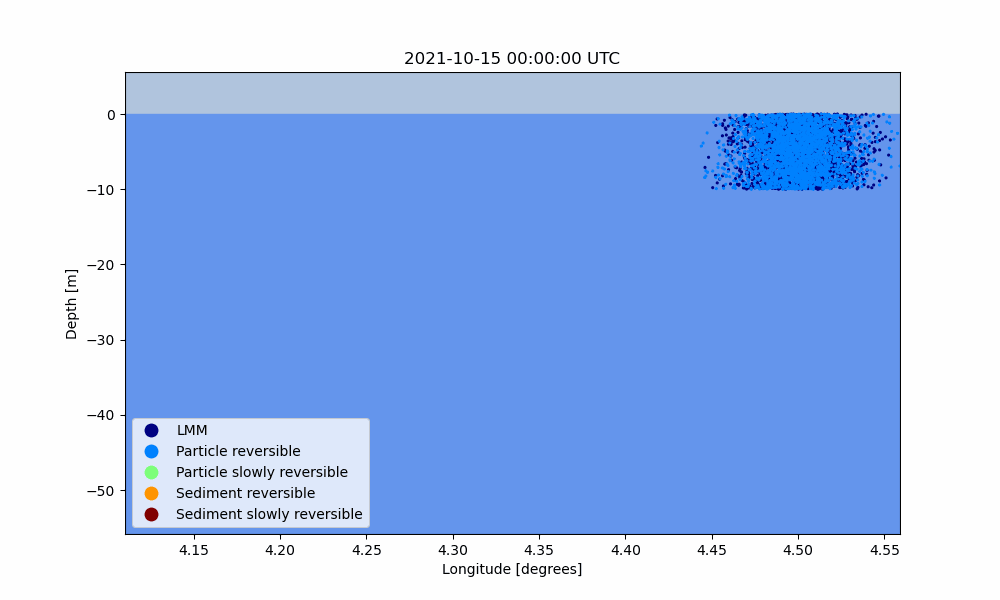 2021-10-15 00:00:00 UTC
0
−10
−20
−30
−40
−50
Depth [m]
LMM
Particle reversible
Particle slowly reversible
Sediment reversible
Sediment slowly reversible
4.15 4.20 4.25 4.30 4.35 4.40 4.45 4.50 4.55
Longitude [degrees]